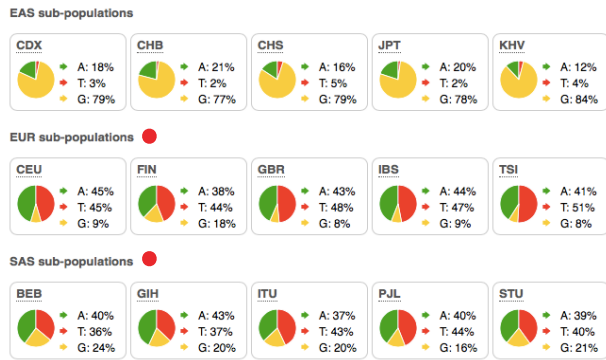 EAS sub-populations
CDX CHB CHS JPT KHV
A: 18% A: 21% A: 16% A: 20% A: 12%
T: 3% T: 2% T: 5% T: 2% T: 4%
G: 79% G: 77% G: 79% G: 78% G: 84%
EUR sub-populations
CEU FIN GBR IBS TSI
A: 45% A: 38% A: 43% A: 44% A: 41%
T: 45% T: 44% T: 48% T: 47% T: 51%
G: 9% G: 18% G: 8% G: 9% G: 8%
SAS sub-populations
BEB GIH ITU PJL STU
A: 40% A: 43% A: 37% A: 40% A: 39%
T: 36% T: 37% T: 43% T: 44% T: 40%
G: 24% G: 20% G: 20% G: 16% G: 21%